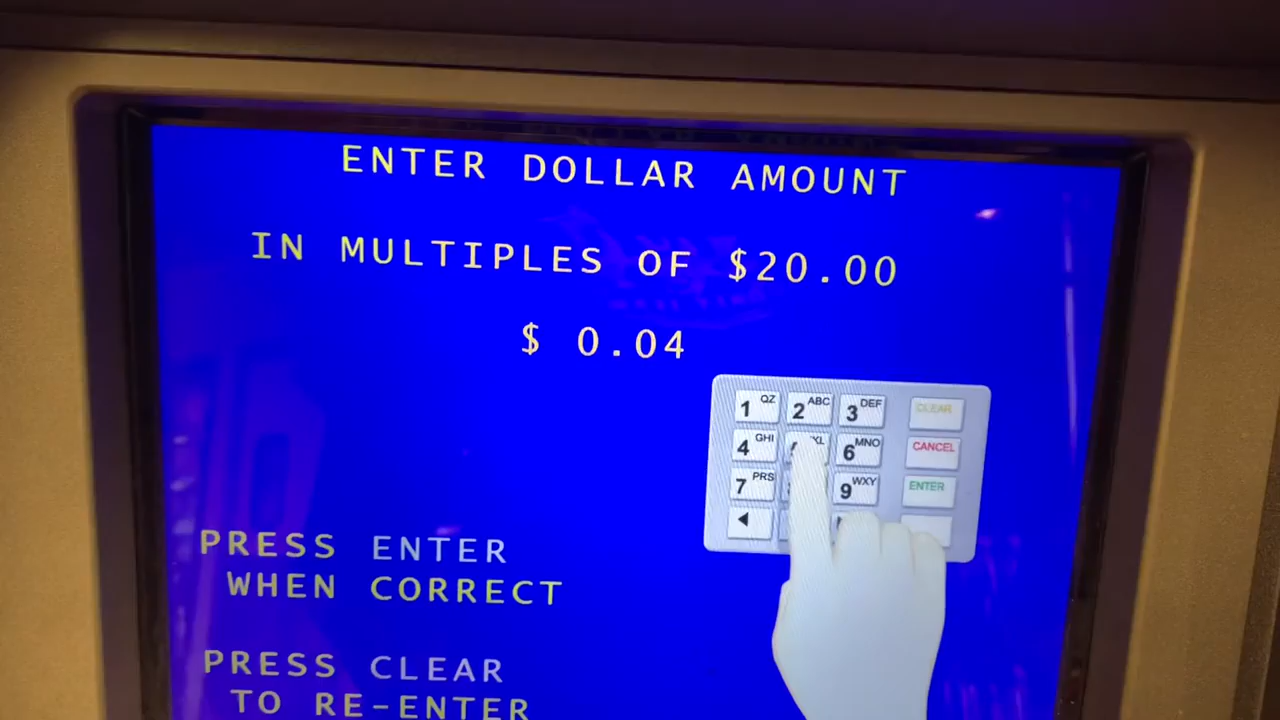 ENTER DOLLAR AMOUNT
IN MULTIPLES OF $20.00
$ 0.04
1 QZ 2 ABC 3 DEF CLEAR
4 GHI 6 MNO CANCEL
7 PRS 9 WXY ENTER
PRESS ENTER
WHEN CORRECT
PRESS CLEAR
TO RE-ENTER